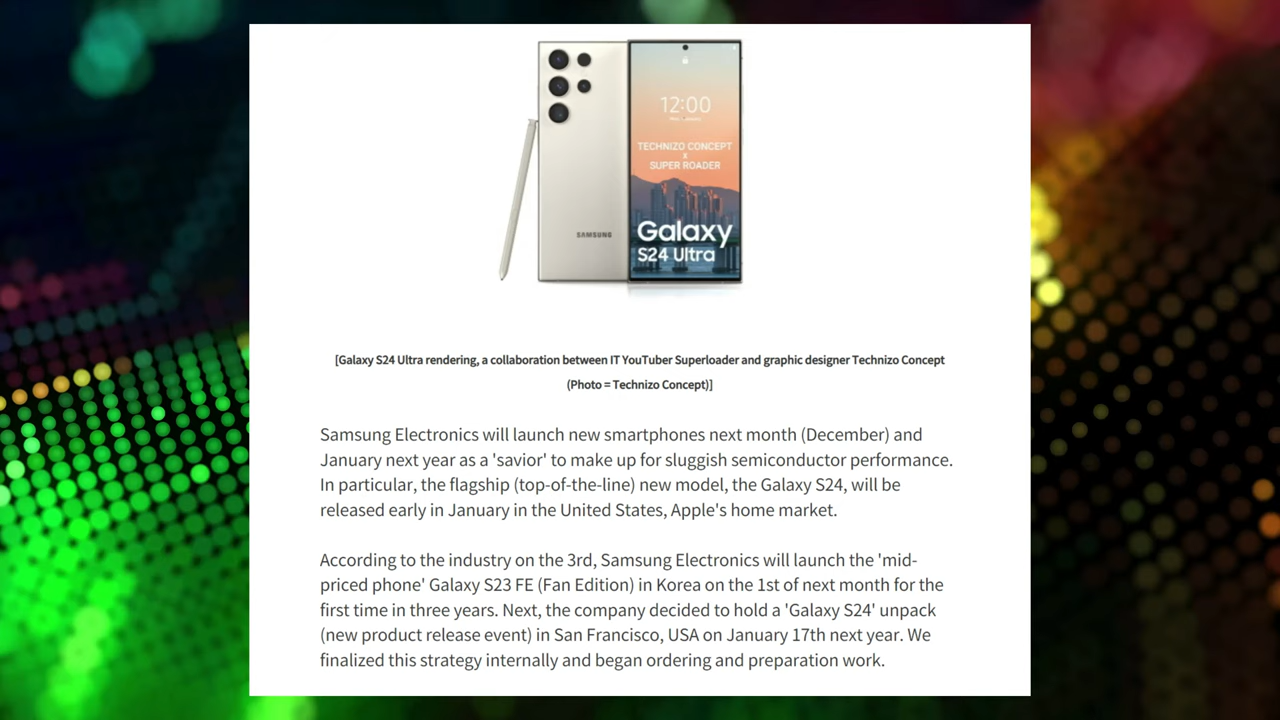 12:00
TECHNIZO CONCEPT
X
SUPER ROADER
SAMSUNG
Galaxy
S24 Ultra
[Galaxy S24 Ultra rendering, a collaboration between IT YouTuber Superloader and graphic designer Technizo Concept
(Photo = Technizo Concept)]
Samsung Electronics will launch new smartphones next month (December) and
January next year as a 'savior' to make up for sluggish semiconductor performance.
In particular, the flagship (top-of-the-line) new model, the Galaxy S24, will be
released early in January in the United States, Apple's home market.
According to the industry on the 3rd, Samsung Electronics will launch the 'mid-
priced phone' Galaxy S23 FE (Fan Edition) in Korea on the 1st of next month for the
first time in three years. Next, the company decided to hold a 'Galaxy S24' unpack
(new product release event) in San Francisco, USA on January 17th next year. We
finalized this strategy internally and began ordering and preparation work.